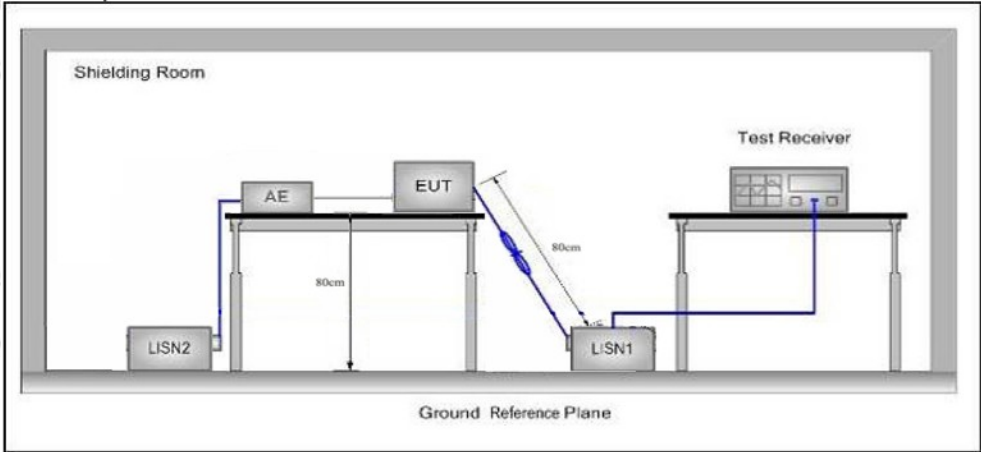 Shielding Room
Test Receiver
AE
EUT
80cm
80cm
LISN2
LISN1
Ground Reference Plane